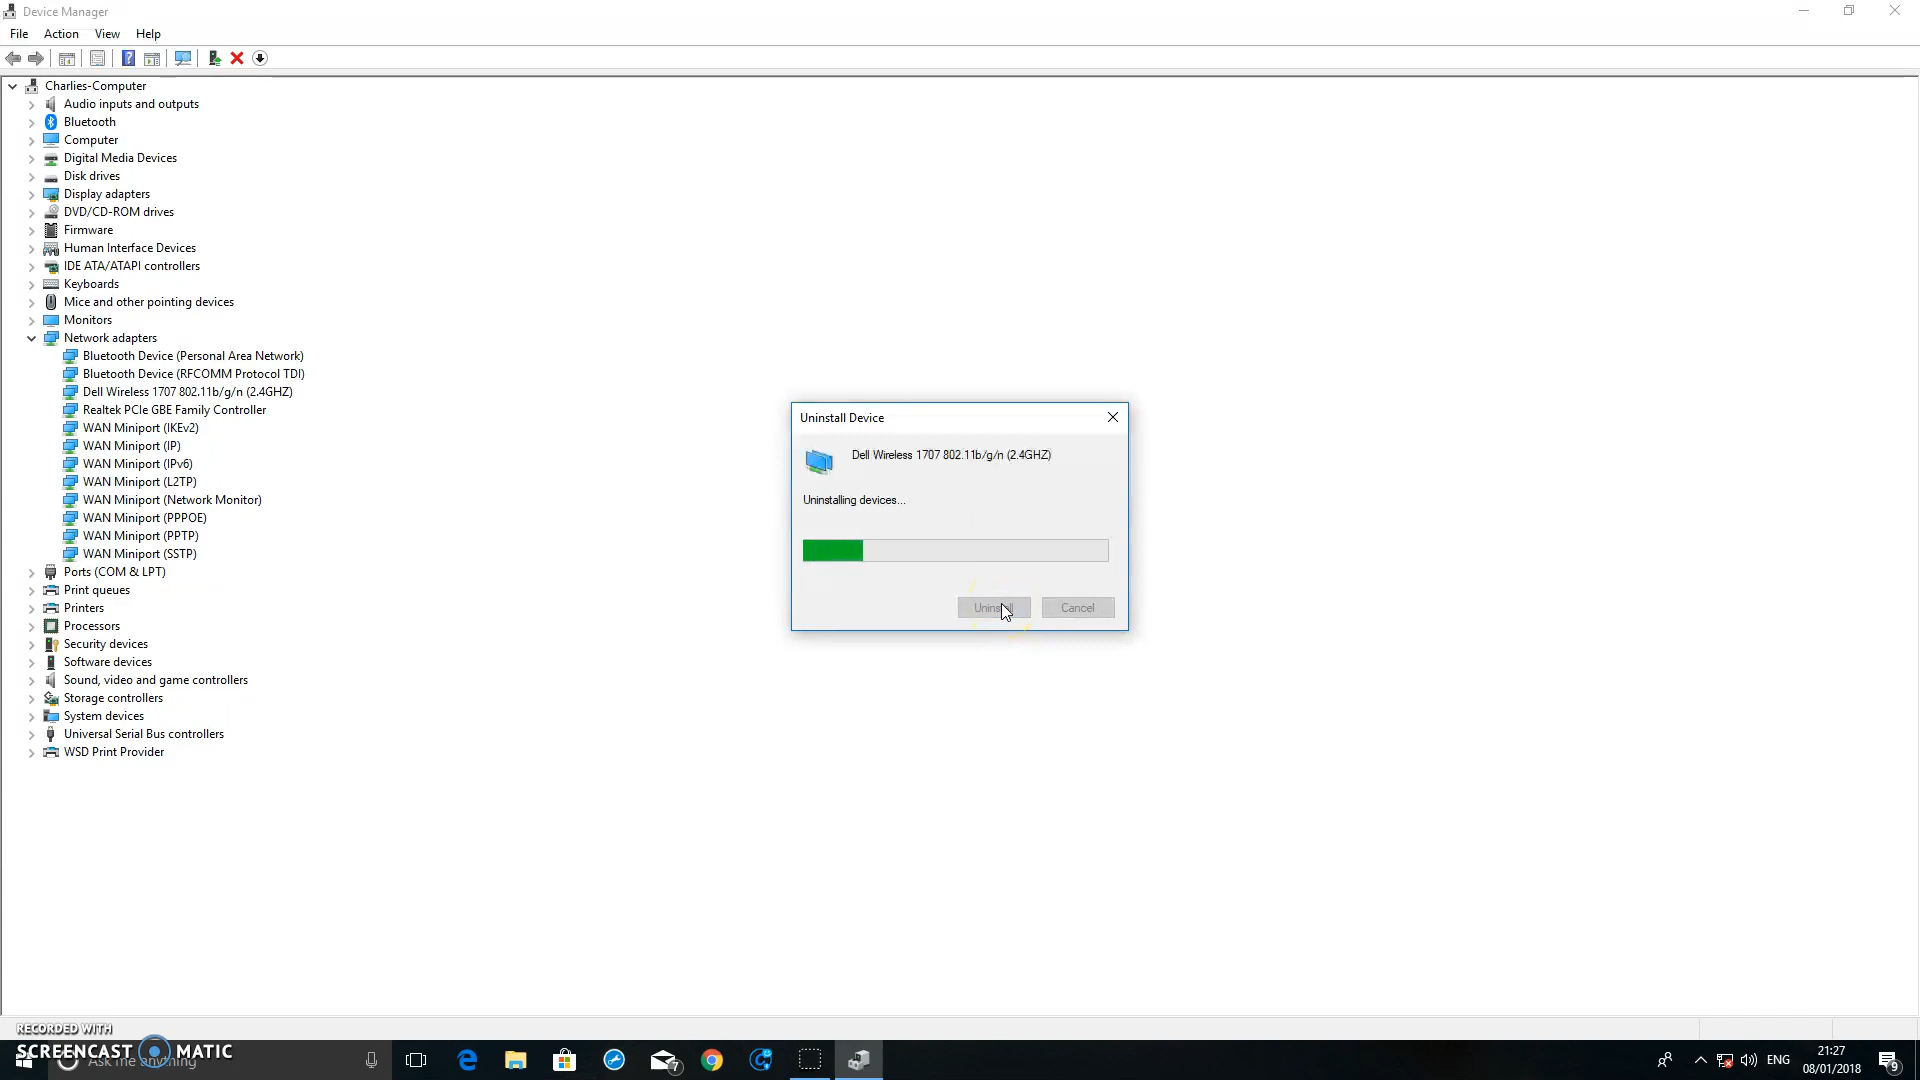 Device Manager
File Action View Help
Charlies-Computer
Audio inputs and outputs
Bluetooth
Computer
Digital Media Devices
Disk drives
Display adapters
DVD/CD-ROM drives
Firmware
Human Interface Devices
IDE ATA/ATAPI controllers
Keyboards
Mice and other pointing devices
Monitors
Network adapters
Bluetooth Device (Personal Area Network)
Bluetooth Device (RFCOMM Protocol TDI)
Dell Wireless 1707 802.11b/g/n (2.4GHZ)
Realtek PCIe GBE Family Controller
WAN Miniport (IKEv2)
WAN Miniport (IP)
WAN Miniport (IPv6)
WAN Miniport (L2TP)
WAN Miniport (Network Monitor)
WAN Miniport (PPPOE)
WAN Miniport (PPTP)
WAN Miniport (SSTP)
Ports (COM & LPT)
Print queues
Printers
Processors
Security devices
Software devices
Sound, video and game controllers
Storage controllers
System devices
Universal Serial Bus controllers
WSD Print Provider
Uninstall Device
Dell Wireless 1707 802.11b/g/n (2.4GHZ)
Uninstalling devices...
Uninstall Cancel
RECORDED WITH
SCREENCAST MATIC
Ask me anything
7
ENG
21:27
08/01/2018
9